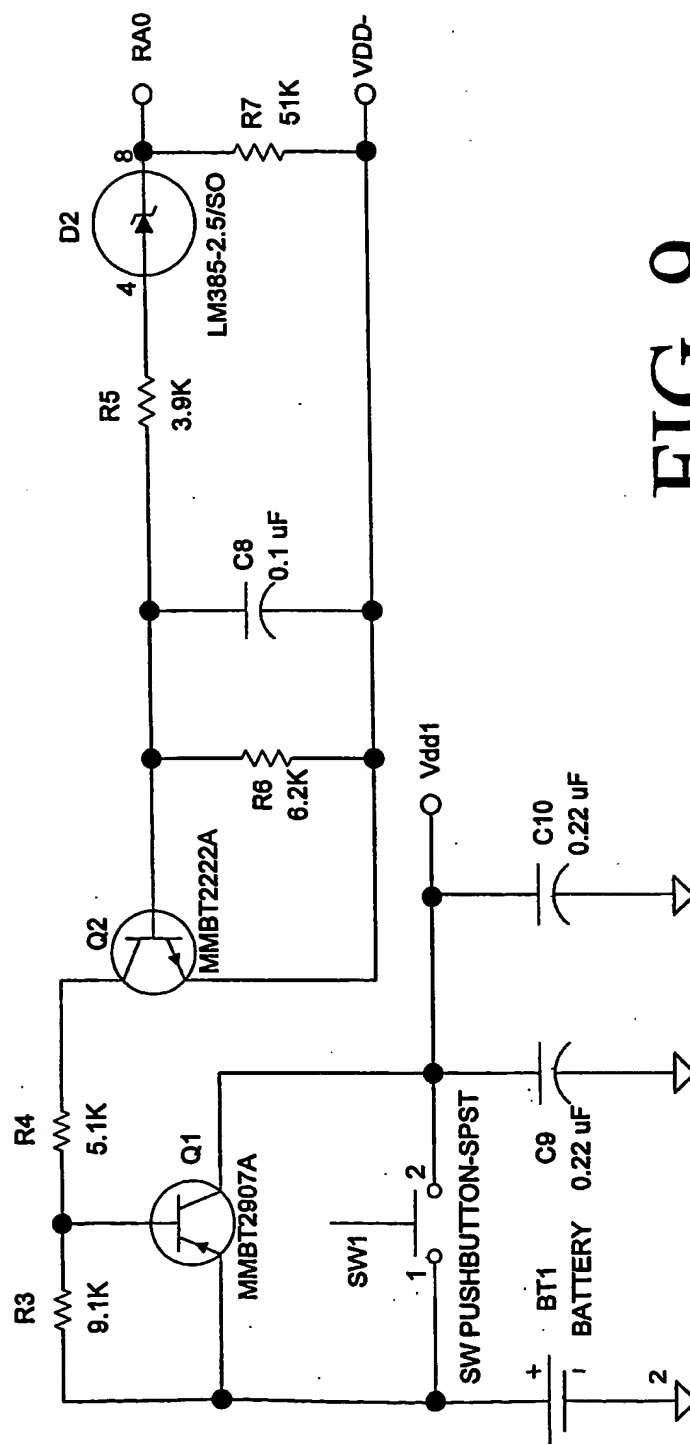 RA0
8
D2
4
LM385-2.5/SO
R7
51K
VDD-
R5
3.9K
C8
0.1 uF
R6
6.2K
Q2
MMBT2222A
R4
5.1K
R3
9.1K
Q1
MMBT2907A
SW1
1
2
SW PUSHBUTTON-SPST
Vdd1
C10
0.22 uF
C9
0.22 uF
BT1
BATTERY
+
-
2
FIG. 9